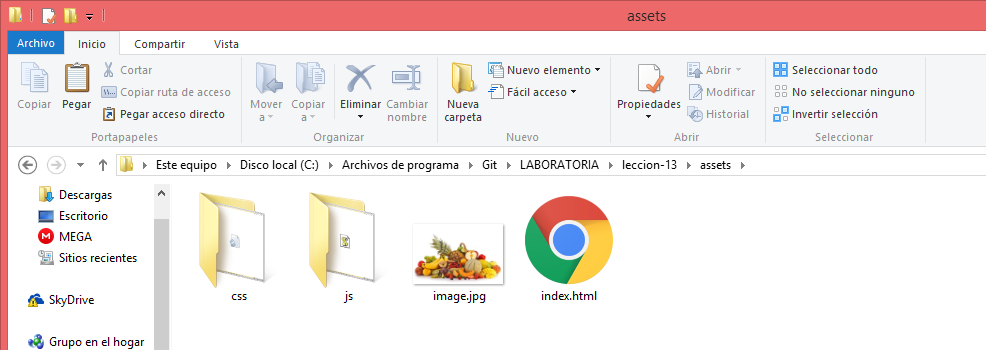 assets
Archivo Inicio Compartir Vista
Copiar
Pegar
Cortar
Copiar ruta de acceso
Pegar acceso directo
Portapapeles
Mover a
Copiar a
Eliminar
Cambiar nombre
Organizar
Nueva carpeta
Nuevo elemento
Fácil acceso
Nuevo
Propiedades
Abrir
Modificar
Historial
Abrir
Seleccionar todo
No seleccionar ninguno
Invertir selección
Seleccionar
Este equipo Disco local (C:) Archivos de programa Git LABORATORIA leccion-13 assets
Descargas
Escritorio
MEGA
Sitios recientes
SkyDrive
Grupo en el hogar
css
js
image.jpg
index.html